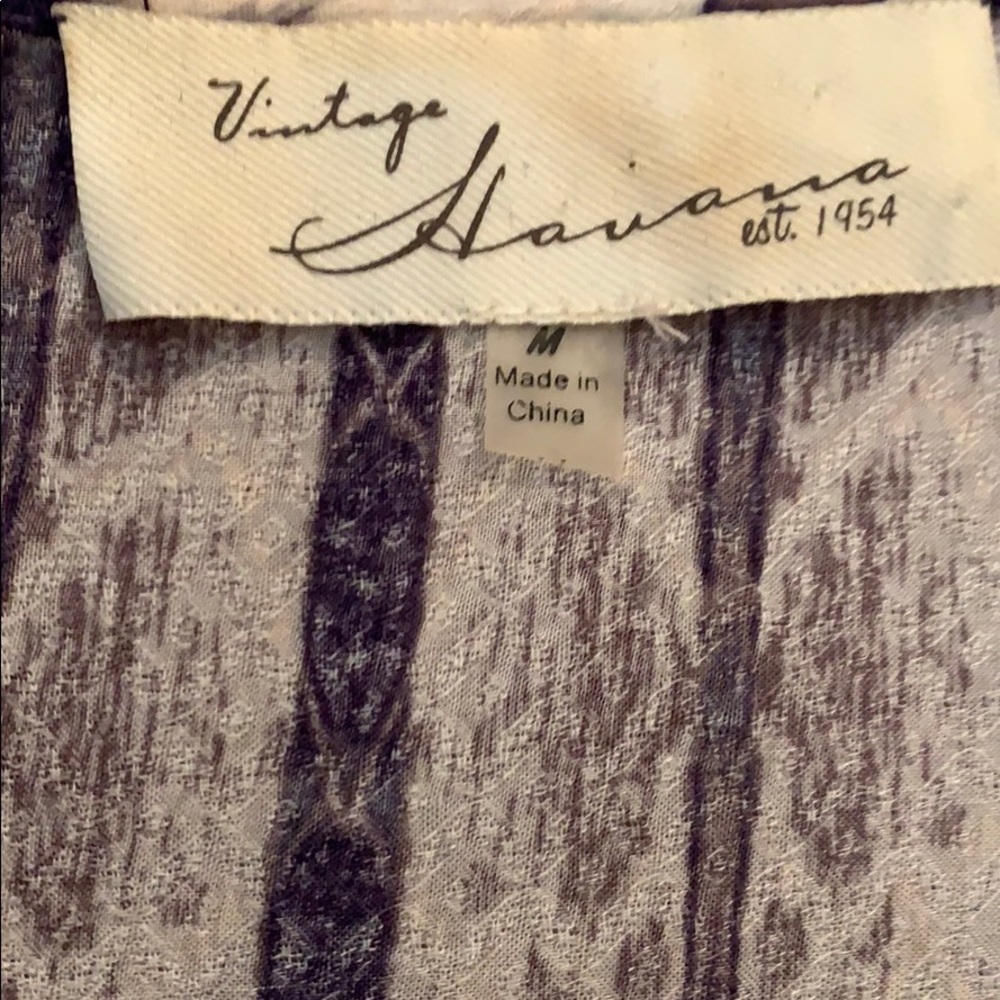 Vintage
Havana
est. 1954
M
Made in
China